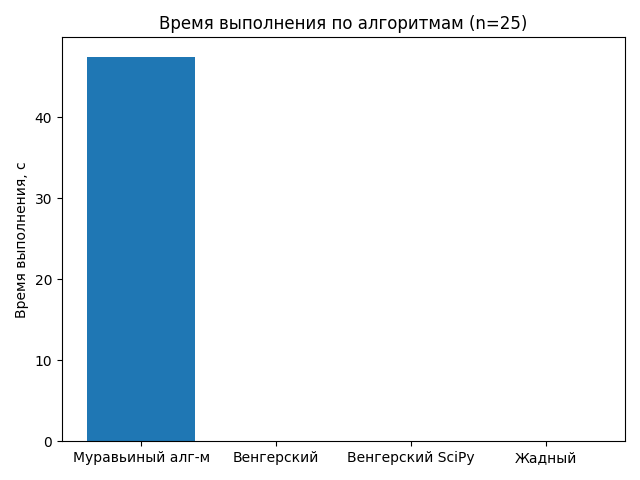 Время выполнения по алгоритмам (n=25)
Время выполнения, с
40
30
20
10
0
Муравьиный алг-м
Венгерский
Венгерский SciPy
Жадный